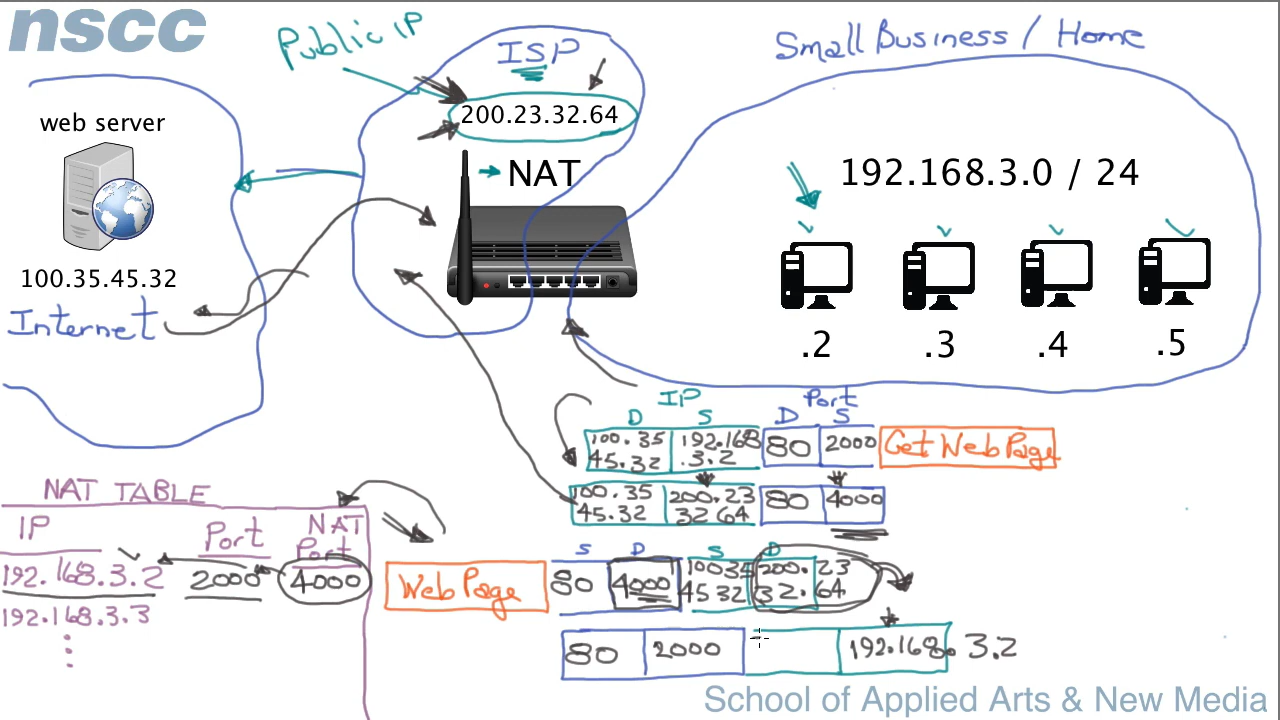 nscc
Public IP
ISP
Small Business / Home
200.23.32.64
web server
NAT
192.168.3.0 / 24
100.35.45.32
Internet
.2 .3 .4 .5
IP Port
D S D S
100.35 192.168 80 2000 Get Web Page
45.32 .3.2
100.35 200.23 80 4000
45.32 32 64
NAT TABLE
IP Port NAT
Port
192.168.3.2 2000 4000
192.168.3.3
S D S D
Web Page 80 4000 100 35 200.23
45 32 32.64
80 2000 192.168. 3.2
School of Applied Arts & New Media